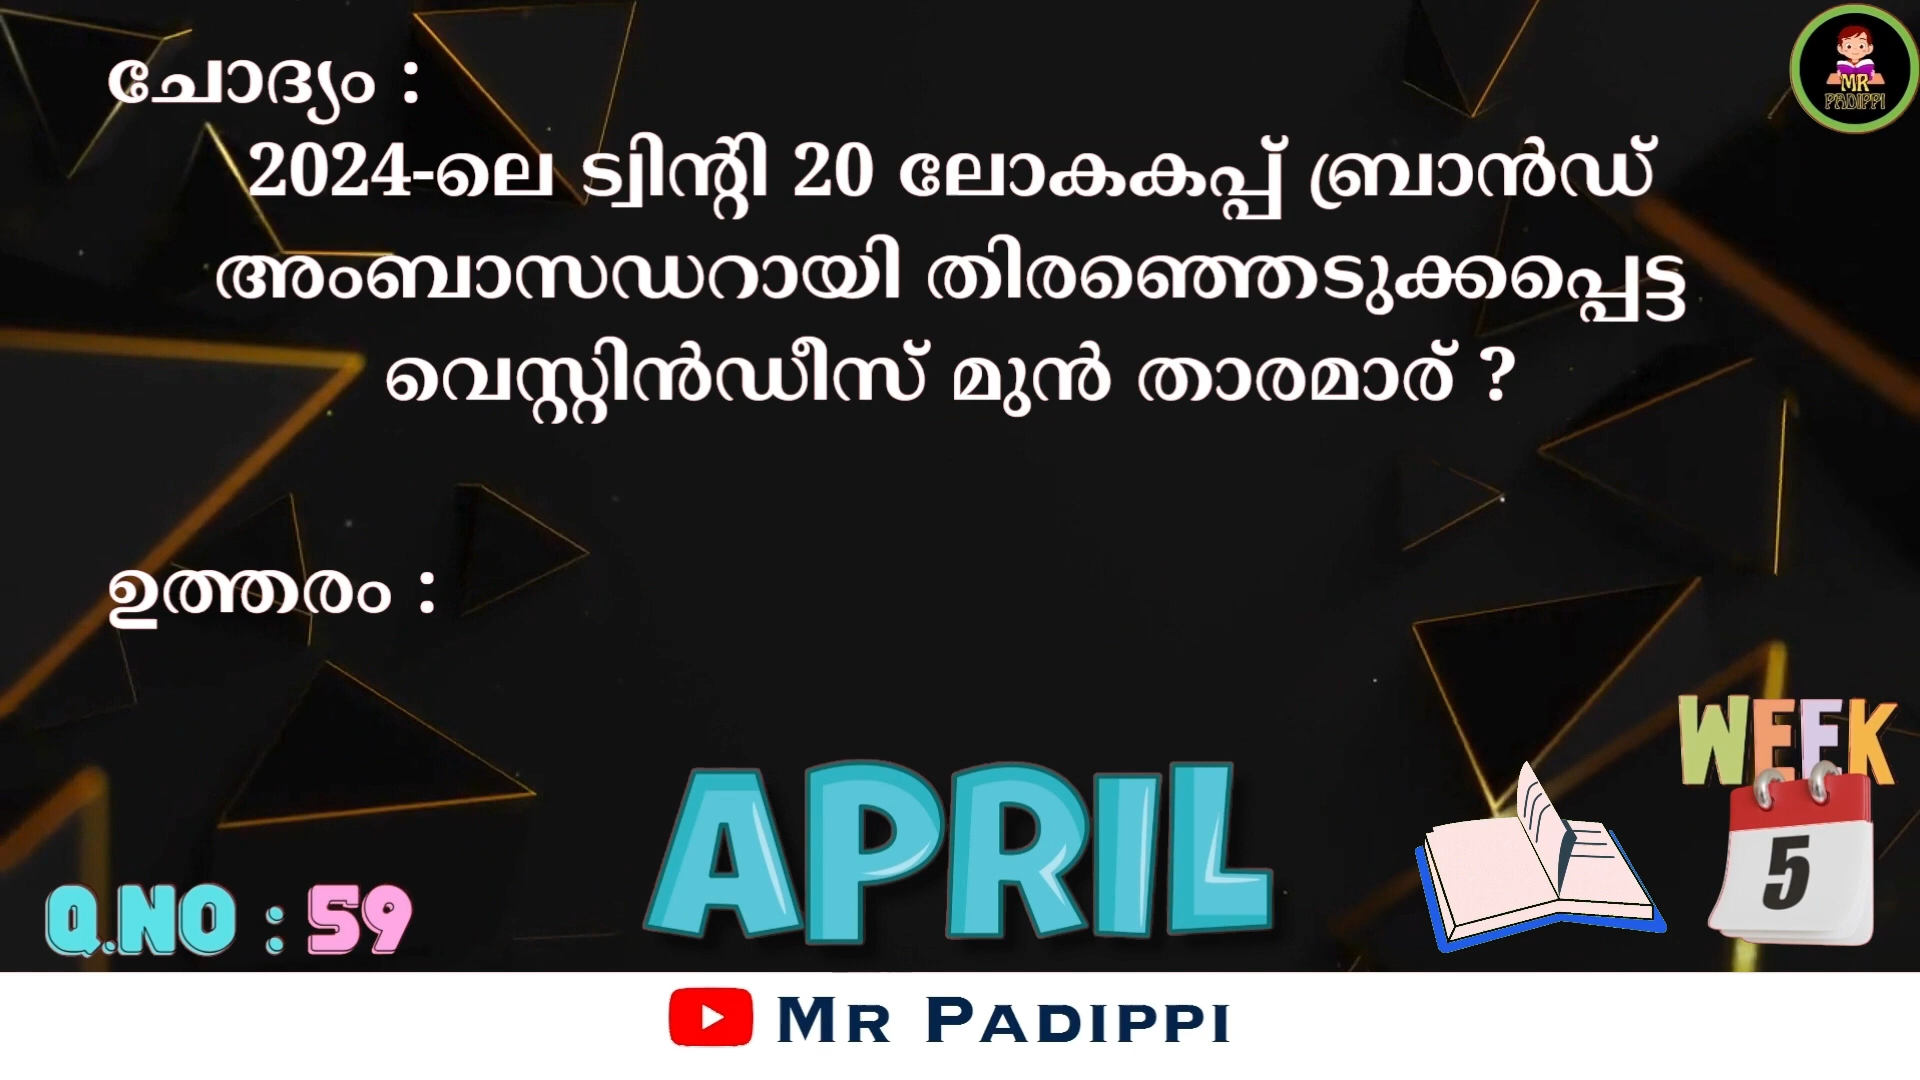 ചോദ്യം :
MR
PADIPPI
2024-ലെ ട്വിന്റി 20 ലോകകപ്പ് ബ്രാൻഡ്
അംബാസഡറായി തിരഞ്ഞെടുക്കപ്പെട്ട
വെസ്റ്റിൻഡീസ് മുൻ താരമാര് ?
ഉത്തരം :
WEEK
5
APRIL
Q.NO : 59
MR PADIPPI